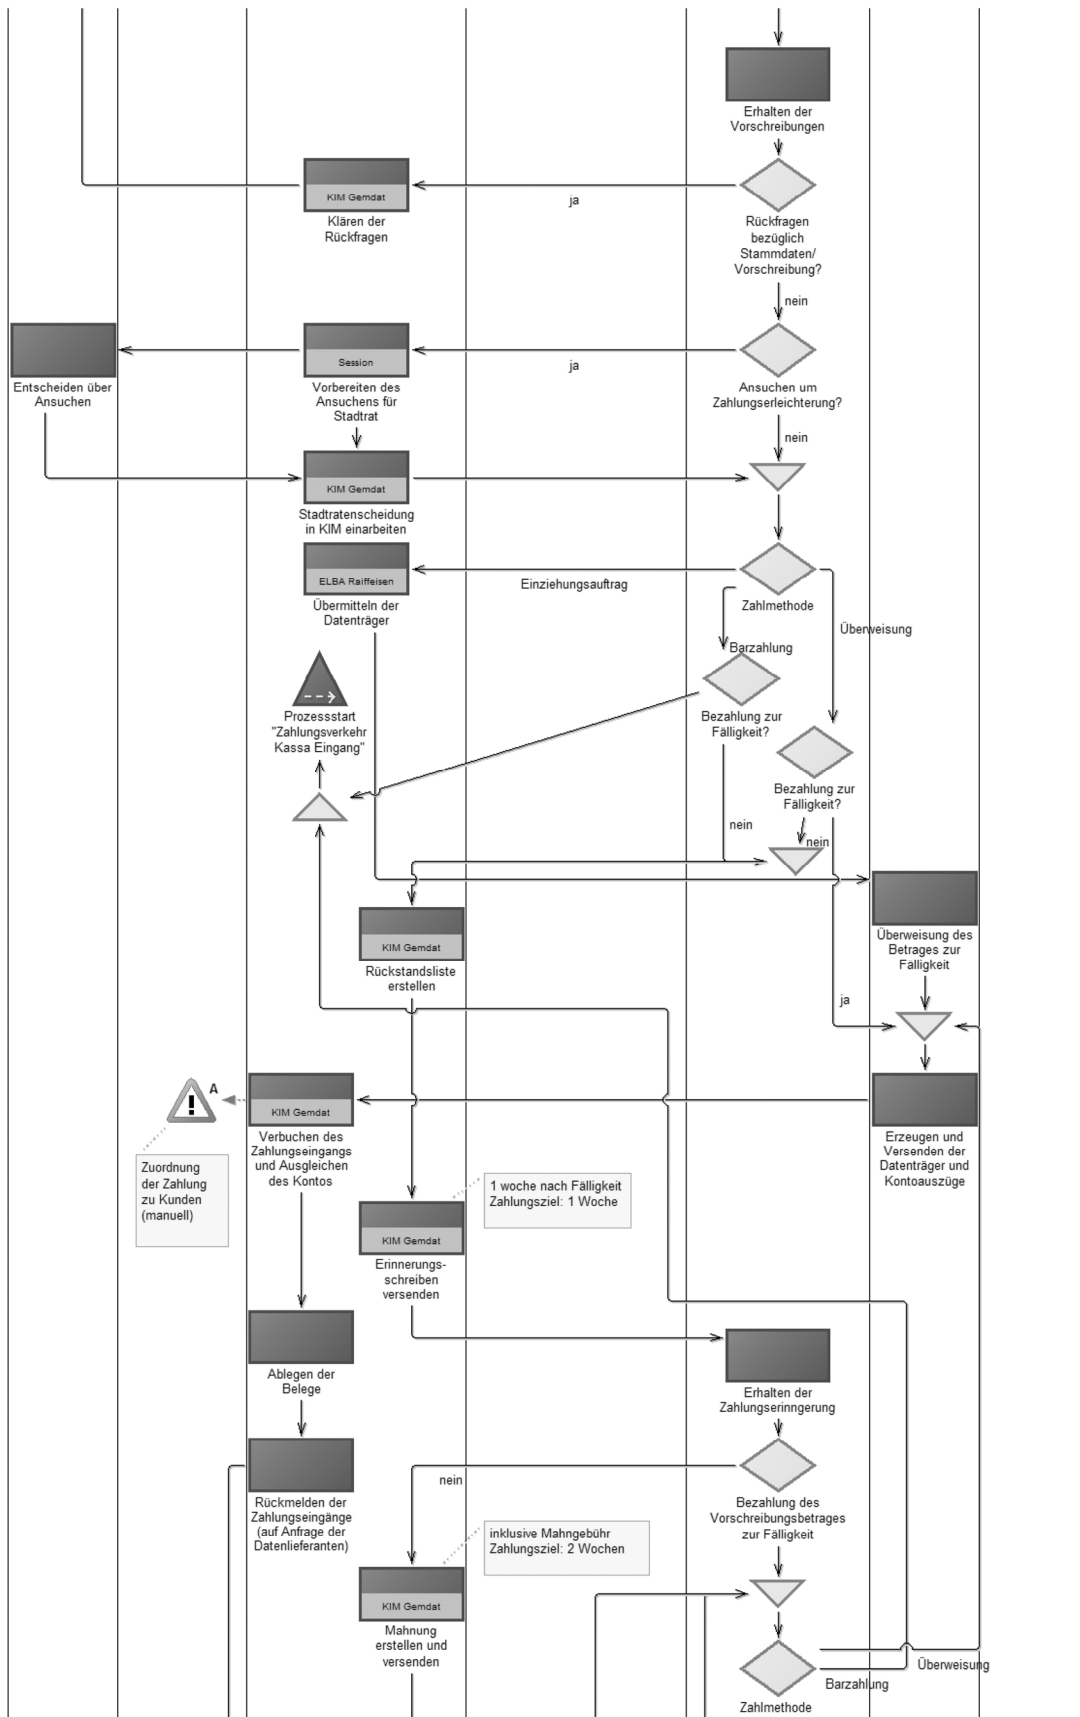 Erhalten der
Vorschreibungen
KIM Gemdat
Klären der
Rückfragen
ja
Rückfragen
bezüglich
Stammdaten/
Vorschreibung?
nein
Entscheiden über
Ansuchen
Session
Vorbereiten des
Ansuchens für
Stadtrat
ja
Ansuchen um
Zahlungserleichterung?
nein
KIM Gemdat
Stadtratenscheidung
in KIM einarbeiten
ELBA Raiffeisen
Übermitteln der
Datenträger
Einziehungsauftrag
Zahlmethode
Überweisung
Barzahlung
Prozessstart
"Zahlungsverkehr
Kassa Eingang"
Bezahlung zur
Fälligkeit?
Bezahlung zur
Fälligkeit?
nein
nein
KIM Gemdat
Rückstandsliste
erstellen
Überweisung des
Betrages zur
Fälligkeit
ja
A
KIM Gemdat
Verbuchen des
Zahlungseingangs
und Ausgleichen
des Kontos
Zuordnung
der Zahlung
zu Kunden
(manuell)
Erzeugen und
Versenden der
Datenträger und
Kontoauszüge
1 woche nach Fälligkeit
Zahlungsziel: 1 Woche
KIM Gemdat
Erinnerungs-
schreiben
versenden
Ablegen der
Belege
Erhalten der
Zahlungserinngerung
nein
Rückmelden der
Zahlungseingänge
(auf Anfrage der
Datenlieferanten)
Bezahlung des
Vorschreibungsbetrages
zur Fälligkeit
inklusive Mahngebühr
Zahlungsziel: 2 Wochen
KIM Gemdat
Mahnung
erstellen und
versenden
Überweisung
Barzahlung
Zahlmethode